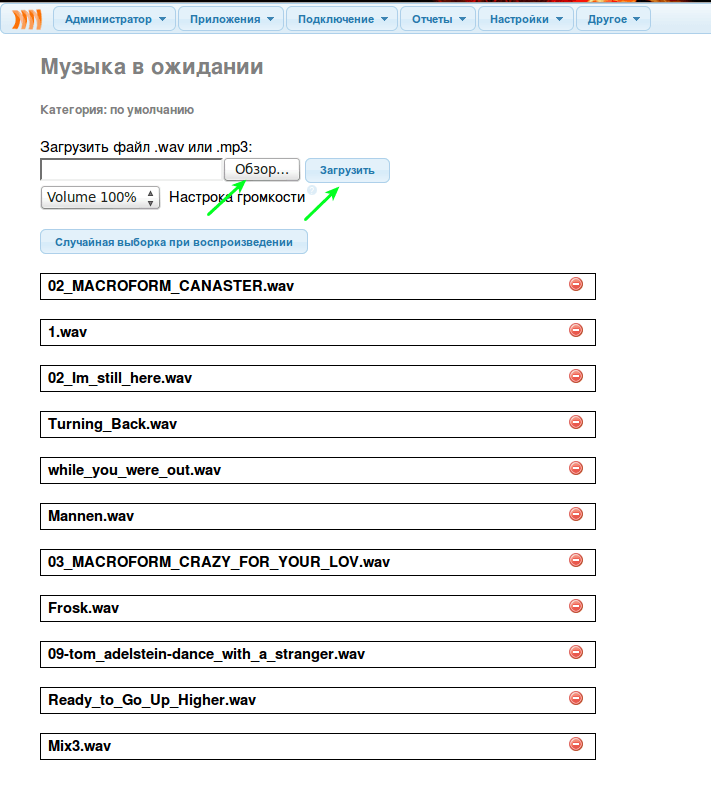 Администратор Приложения Подключение Отчеты Настройки Другое
Музыка в ожидании
Категория: по умолчанию
Загрузить файл .wav или .mp3:
Обзор... Загрузить
Volume 100% Настрока громкости
Случайная выборка при воспроизведении
02_MACROFORM_CANASTER.wav
1.wav
02_Im_still_here.wav
Turning_Back.wav
while_you_were_out.wav
Mannen.wav
03_MACROFORM_CRAZY_FOR_YOUR_LOV.wav
Frosk.wav
09-tom_adelstein-dance_with_a_stranger.wav
Ready_to_Go_Up_Higher.wav
Mix3.wav